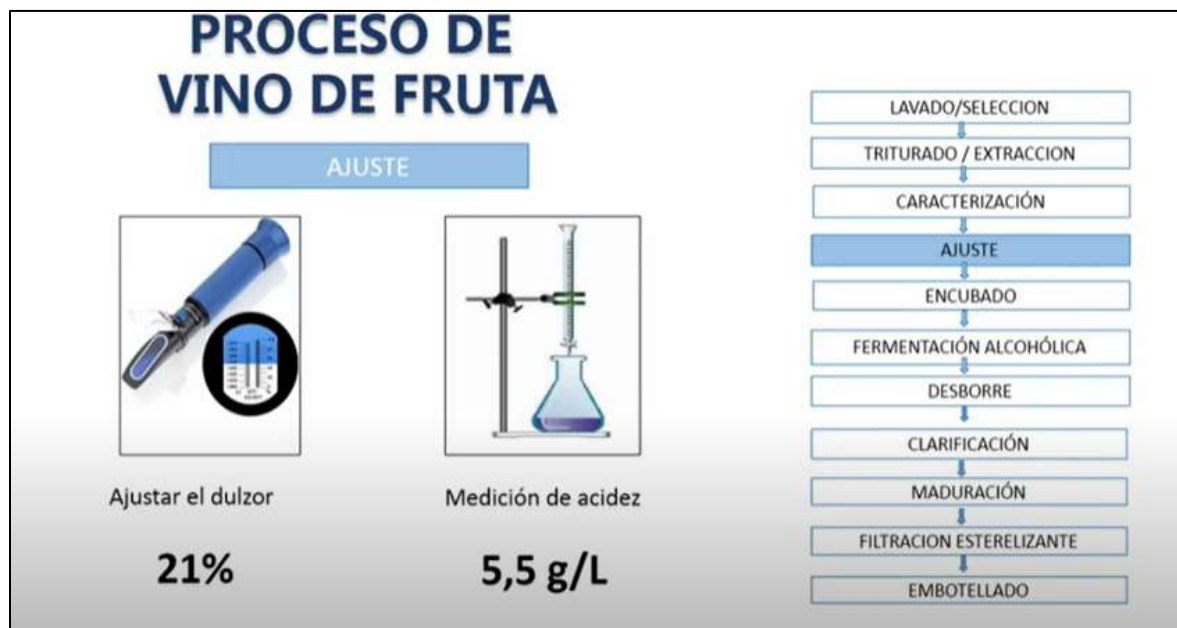 PROCESO DE
VINO DE FRUTA
AJUSTE
Ajustar el dulzor
21%
Medición de acidez
5,5 g/L
LAVADO/SELECCION
TRITURADO / EXTRACCION
CARACTERIZACIÓN
AJUSTE
ENCUBADO
FERMENTACIÓN ALCOHÓLICA
DESBORRE
CLARIFICACIÓN
MADURACIÓN
FILTRACION ESTERELIZANTE
EMBOTELLADO